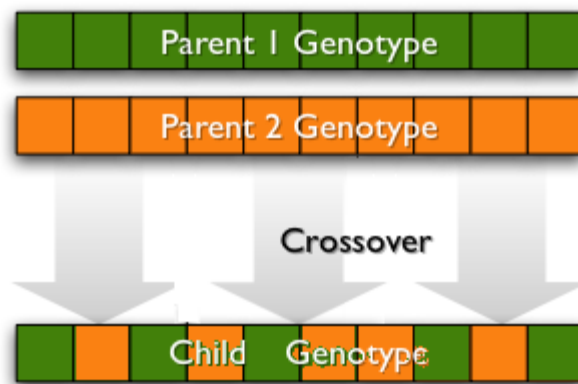 Parent 1 Genotype
Parent 2 Genotype
Crossover
Child Genotype